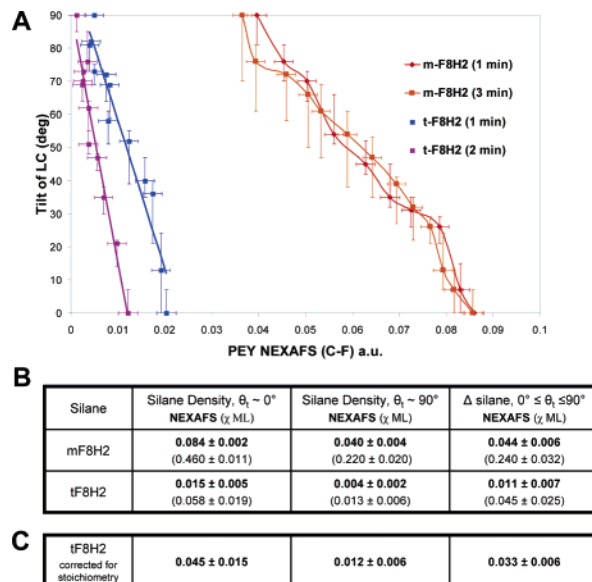 A
Tilt of LC (deg)
90
80
70
60
50
40
30
20
10
0
m-F8H2 (1 min)
m-F8H2 (3 min)
t-F8H2 (1 min)
t-F8H2 (2 min)
0 0.01 0.02 0.03 0.04 0.05 0.06 0.07 0.08 0.09 0.1
PEY NEXAFS (C-F) a.u.
B
Silane
Silane Density, θt ~ 0°
NEXAFS (χ ML)
Silane Density, θt ~ 90°
NEXAFS (χ ML)
Δ silane, 0° ≤ θt ≤90°
NEXAFS (χ ML)
mF8H2
0.084 ± 0.002
(0.460 ± 0.011)
0.040 ± 0.004
(0.220 ± 0.020)
0.044 ± 0.006
(0.240 ± 0.032)
tF8H2
0.015 ± 0.005
(0.058 ± 0.019)
0.004 ± 0.002
(0.013 ± 0.006)
0.011 ± 0.007
(0.045 ± 0.025)
C
tF8H2
corrected for
stoichiometry
0.045 ± 0.015
0.012 ± 0.006
0.033 ± 0.006